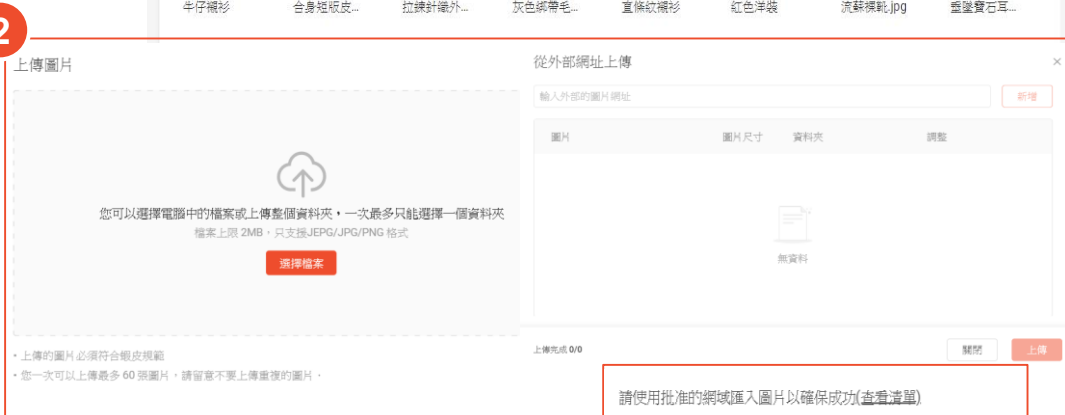 牛仔襯衫 合身短版皮... 拉鍊針織外... 灰色綁帶毛... 直條紋襯衫 紅色洋裝 流蘇裸靴.jpg 垂墜寶石耳...
2
上傳圖片
您可以選擇電腦中的檔案或上傳整個資料夾，一次最多只能選擇一個資料夾
檔案上限 2MB，只支援JEPG/JPG/PNG 格式
選擇檔案
• 上傳的圖片必須符合蝦皮規範
• 您一次可以上傳最多 60 張圖片，請留意不要上傳重複的圖片。
從外部網址上傳 ×
輸入外部的圖片網址 新增
圖片 圖片尺寸 資料夾 調整
無資料
上傳完成 0/0 關閉 上傳
請使用批准的網域匯入圖片以確保成功(查看清單)